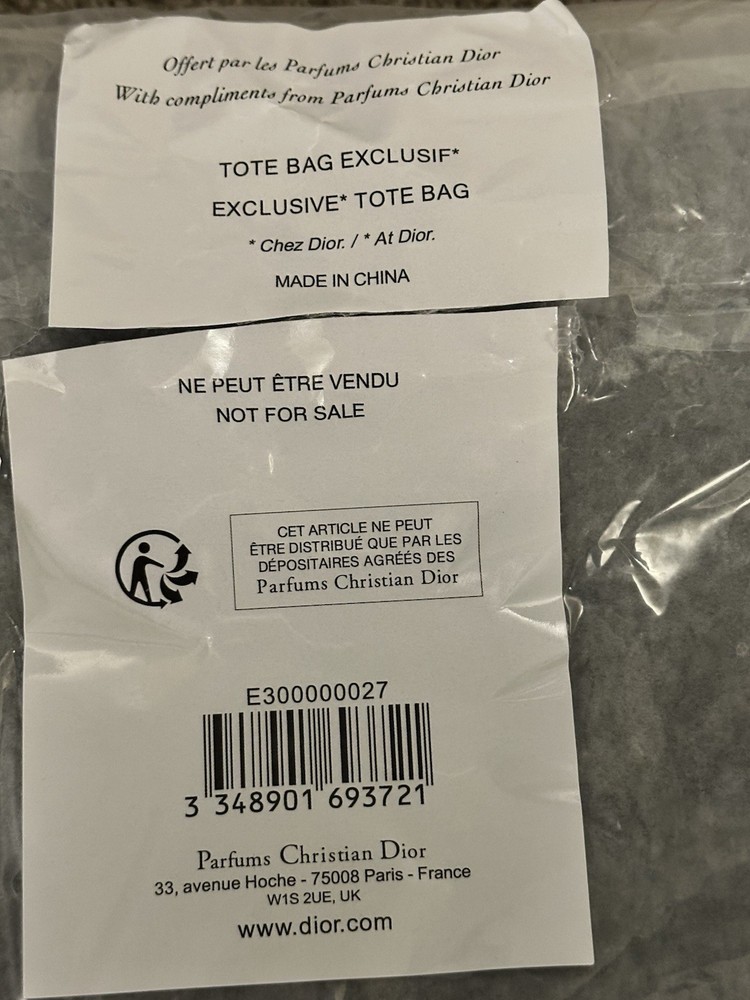 Offert par les Parfums Christian Dior
With compliments from Parfums Christian Dior
TOTE BAG EXCLUSIF*
EXCLUSIVE* TOTE BAG
* Chez Dior. / * At Dior.
MADE IN CHINA
NE PEUT ÊTRE VENDU
NOT FOR SALE
CET ARTICLE NE PEUT
ÊTRE DISTRIBUÉ QUE PAR LES
DÉPOSITAIRES AGRÉÉS DES
Parfums Christian Dior
E300000027
3 348901 693721
Parfums Christian Dior
33, avenue Hoche - 75008 Paris - France
W1S 2UE, UK
www.dior.com